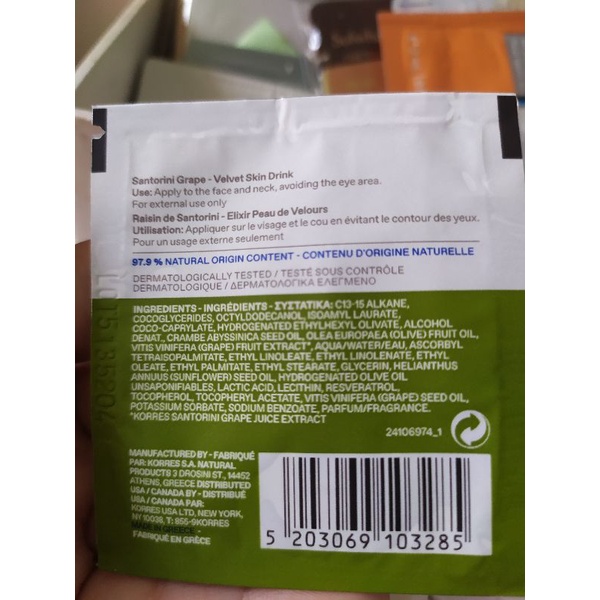 Santorini Grape - Velvet Skin Drink
Use: Apply to the face and neck, avoiding the eye area.
For external use only
Raisin de Santorini - Elixir Peau de Velours
Utilisation: Appliquer sur le visage et le cou en évitant le contour des yeux.
Pour un usage externe seulement
97.9 % NATURAL ORIGIN CONTENT - CONTENU D'ORIGINE NATURELLE
DERMATOLOGICALLY TESTED / TESTÉ SOUS CONTRÔLE
DERMATOLOGIQUE / ΔΕΡΜΑΤΟΛΟΓΙΚΑ ΕΛΕΓΜΕΝΟ
INGREDIENTS - INGRÉDIENTS - ΣΥΣΤΑΤΙΚΑ: C13-15 ALKANE,
COCOGLYCERIDES, OCTYLDODECANOL, ISOAMYL LAURATE,
COCO-CAPRYLATE, HYDROGENATED ETHYLHEXYL OLIVATE, ALCOHOL
DENAT., CRAMBE ABYSSINICA SEED OIL, OLEA EUROPAEA (OLIVE) FRUIT OIL,
VITIS VINIFERA (GRAPE) FRUIT EXTRACT*, AQUA/WATER/EAU, ASCORBYL
TETRAISOPALMITATE, ETHYL LINOLEATE, ETHYL LINOLENATE, ETHYL
OLEATE, ETHYL PALMITATE, ETHYL STEARATE, GLYCERIN, HELIANTHUS
ANNUUS (SUNFLOWER) SEED OIL, HYDROGENATED OLIVE OIL
UNSAPONIFIABLES, LACTIC ACID, LECITHIN, RESVERATROL,
TOCOPHEROL, TOCOPHERYL ACETATE, VITIS VINIFERA (GRAPE) SEED OIL,
POTASSIUM SORBATE, SODIUM BENZOATE, PARFUM/FRAGRANCE.
*KORRES SANTORINI GRAPE JUICE EXTRACT
24106974_1
MANUFACTURED BY - FABRIQUÉ
PAR: KORRES S.A. NATURAL
PRODUCTS 3 DROSINI ST., 14452
ATHENS, GREECE DISTRIBUTED
USA / CANADA BY - DISTRIBUÉ
USA / CANADA PAR:
KORRES USA LTD, NEW YORK,
NY 10038, T: 855-9KORRES
MADE IN GREECE -
FABRIQUÉ EN GRÈCE
5 203069 103285